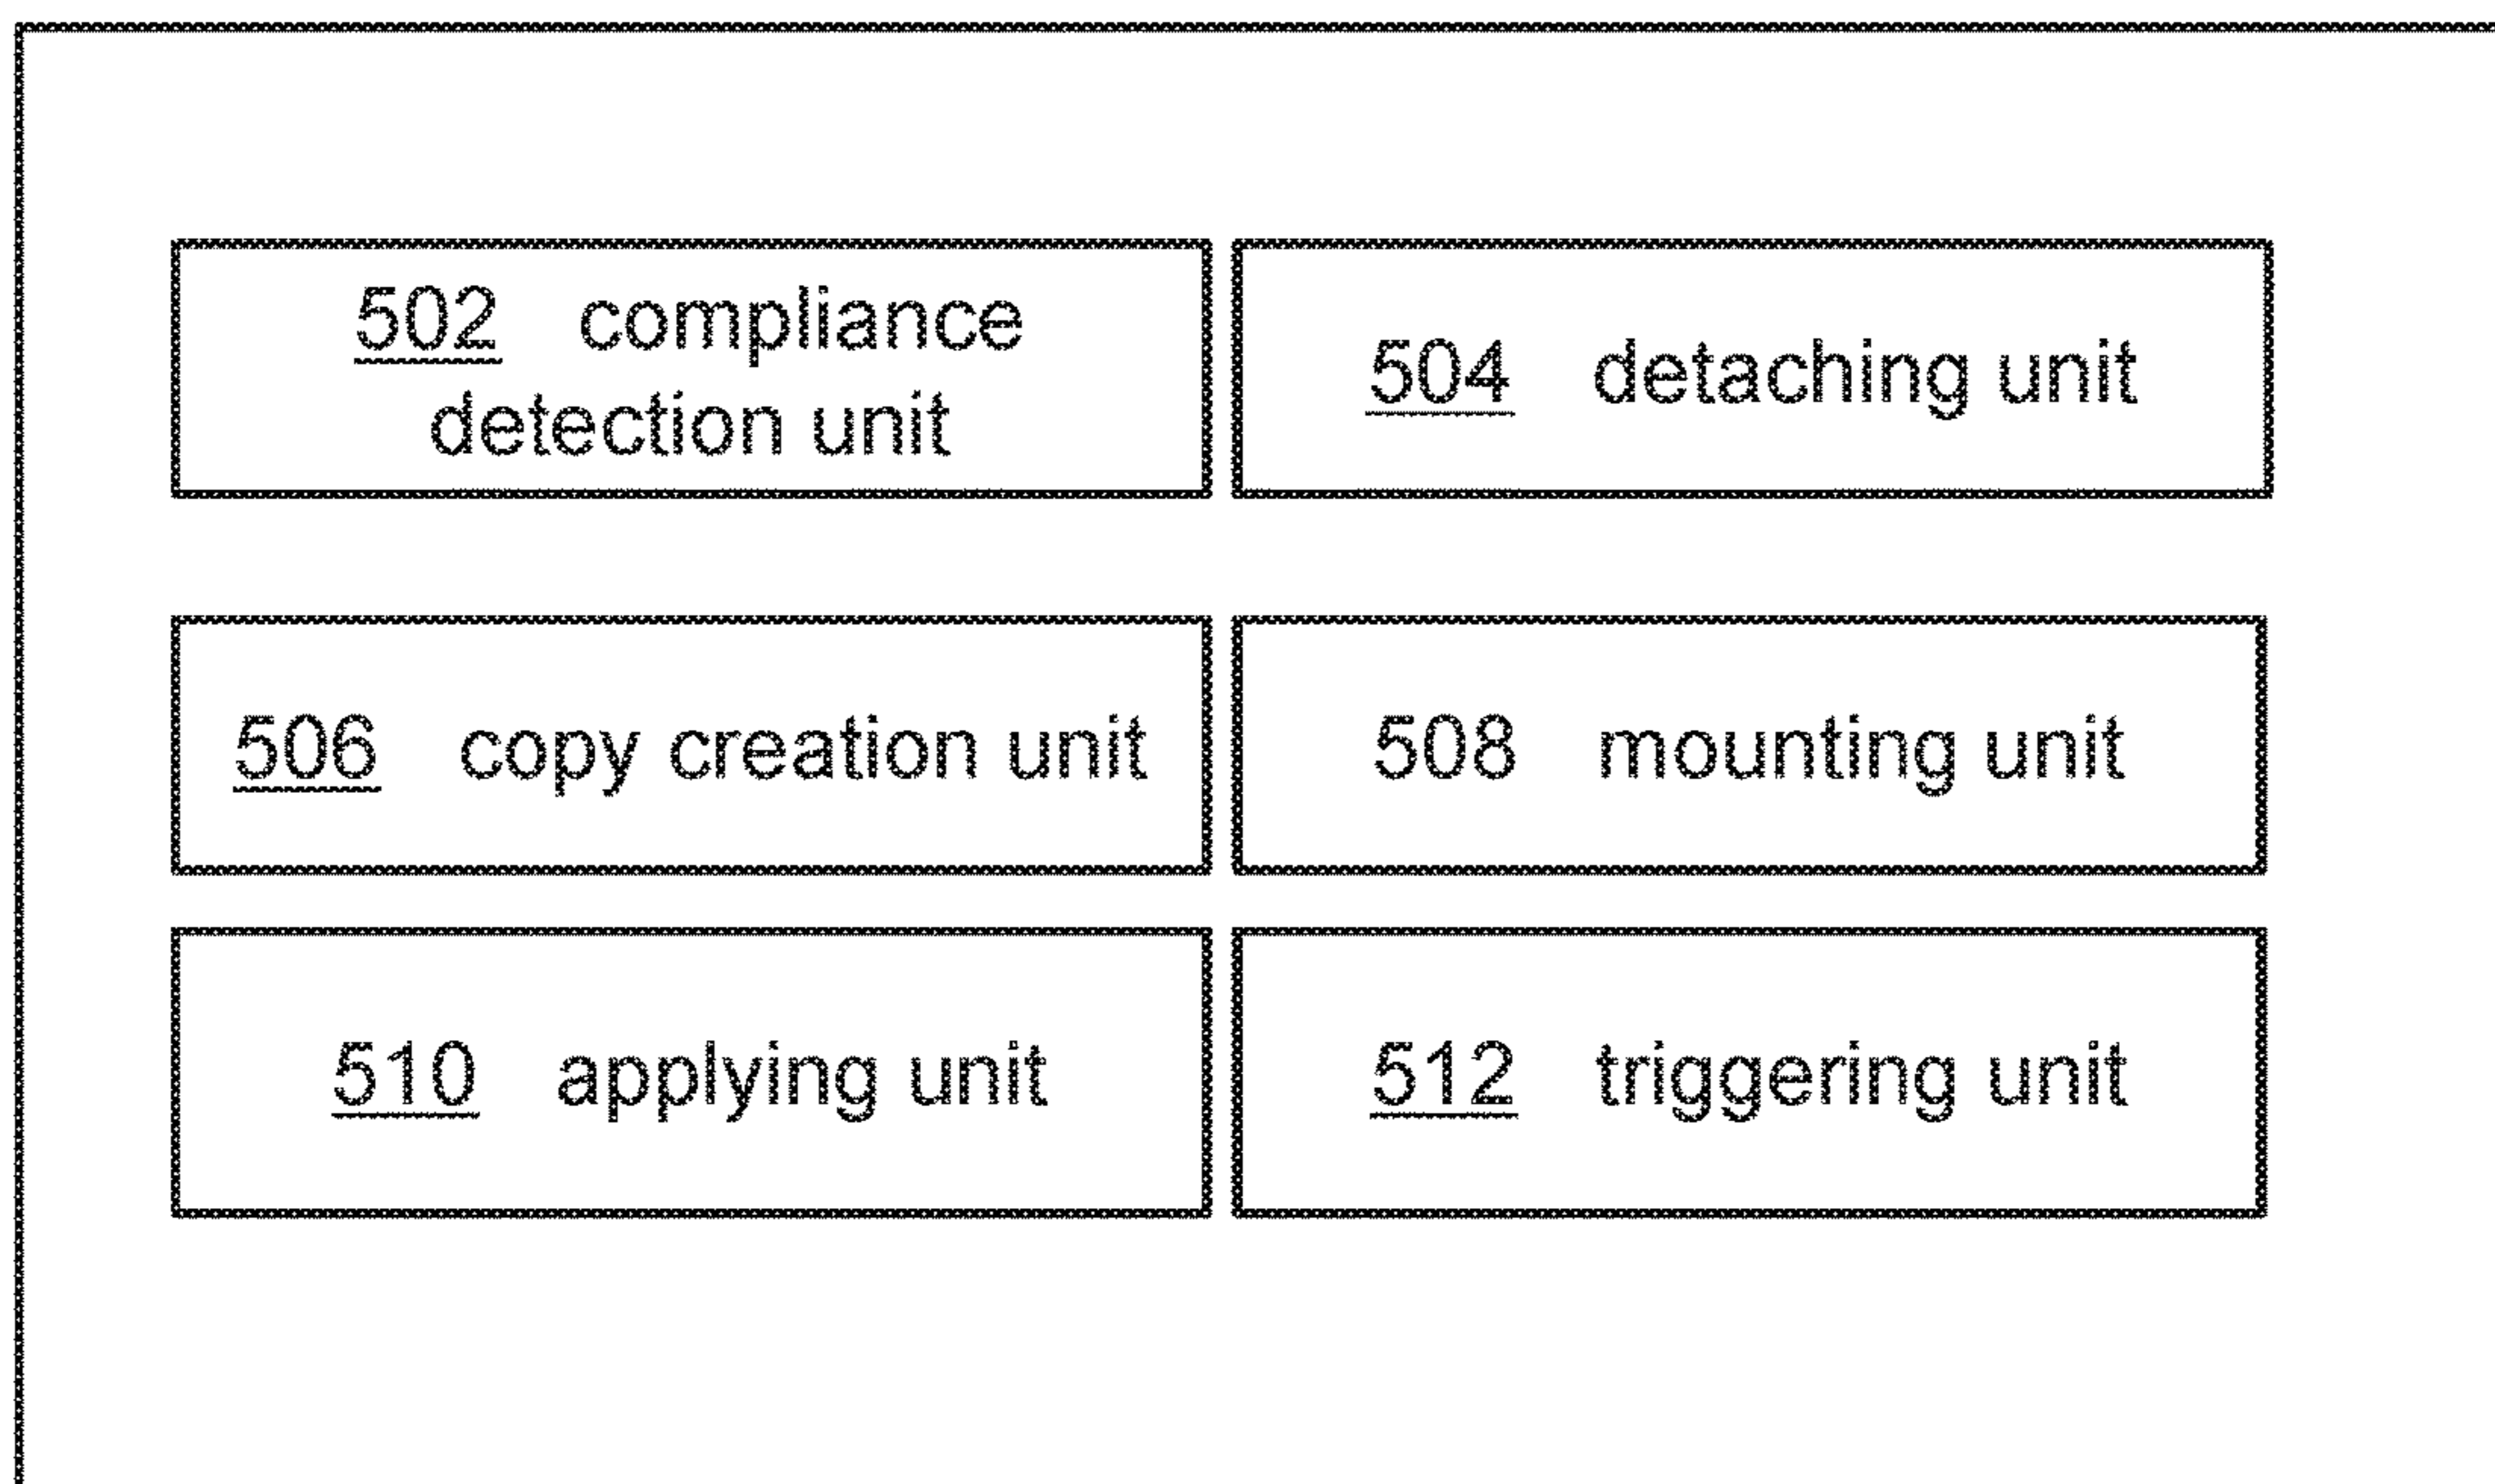 502 compliance
detection unit
504 detaching unit
506 copy creation unit
508 mounting unit
510 applying unit
512 triggering unit